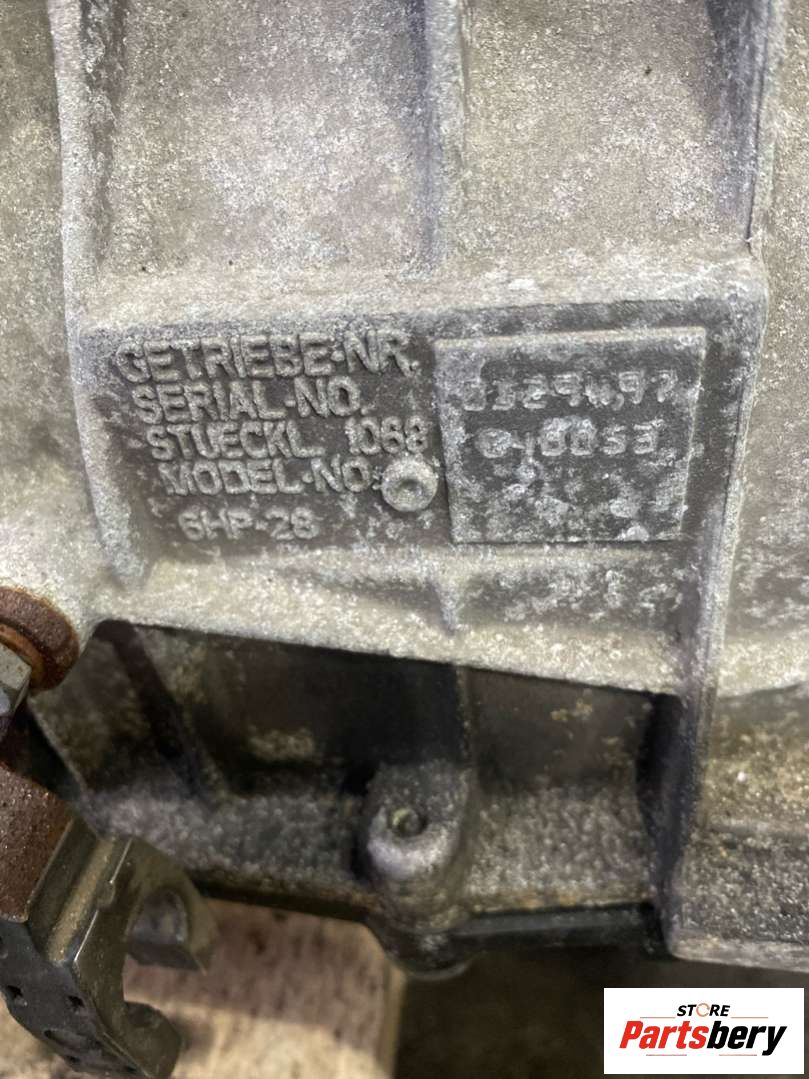 GETRIEBE-NR.
SERIAL-NO.
STUECKL. 1068
MODEL-NO.
6HP-28
STORE
Partsbery